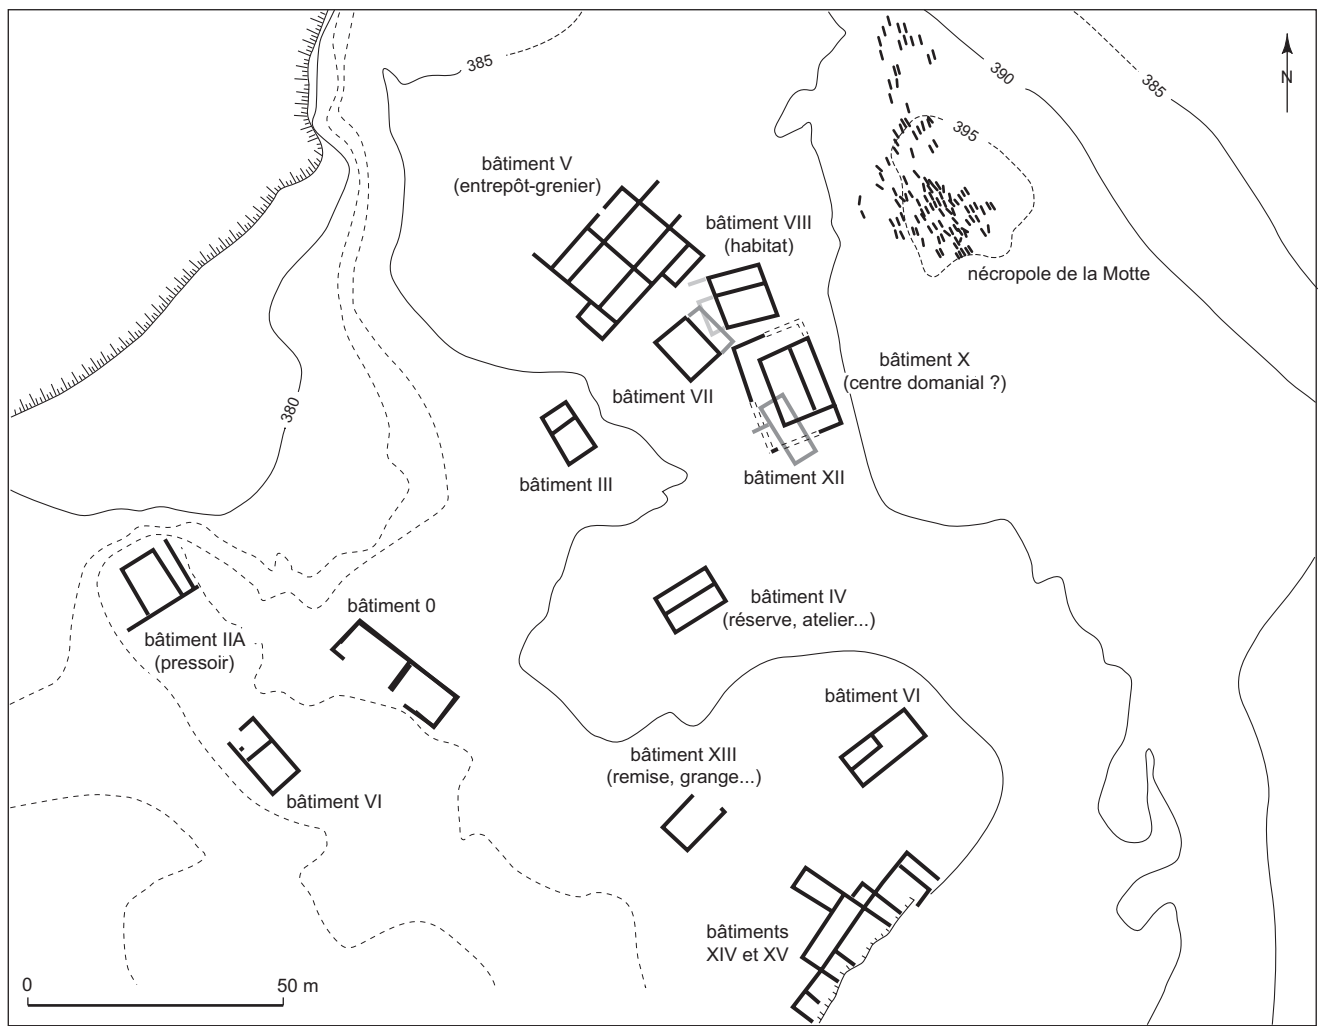 385
390
385
N
395
bâtiment V
(entrepôt-grenier)
bâtiment VIII
(habitat)
nécropole de la Motte
bâtiment X
(centre domanial ?)
bâtiment VII
380
bâtiment III
bâtiment XII
bâtiment 0
bâtiment IV
(réserve, atelier...)
bâtiment IIA
(pressoir)
bâtiment VI
bâtiment XIII
(remise, grange...)
bâtiment VI
bâtiments
XIV et XV
0
50 m